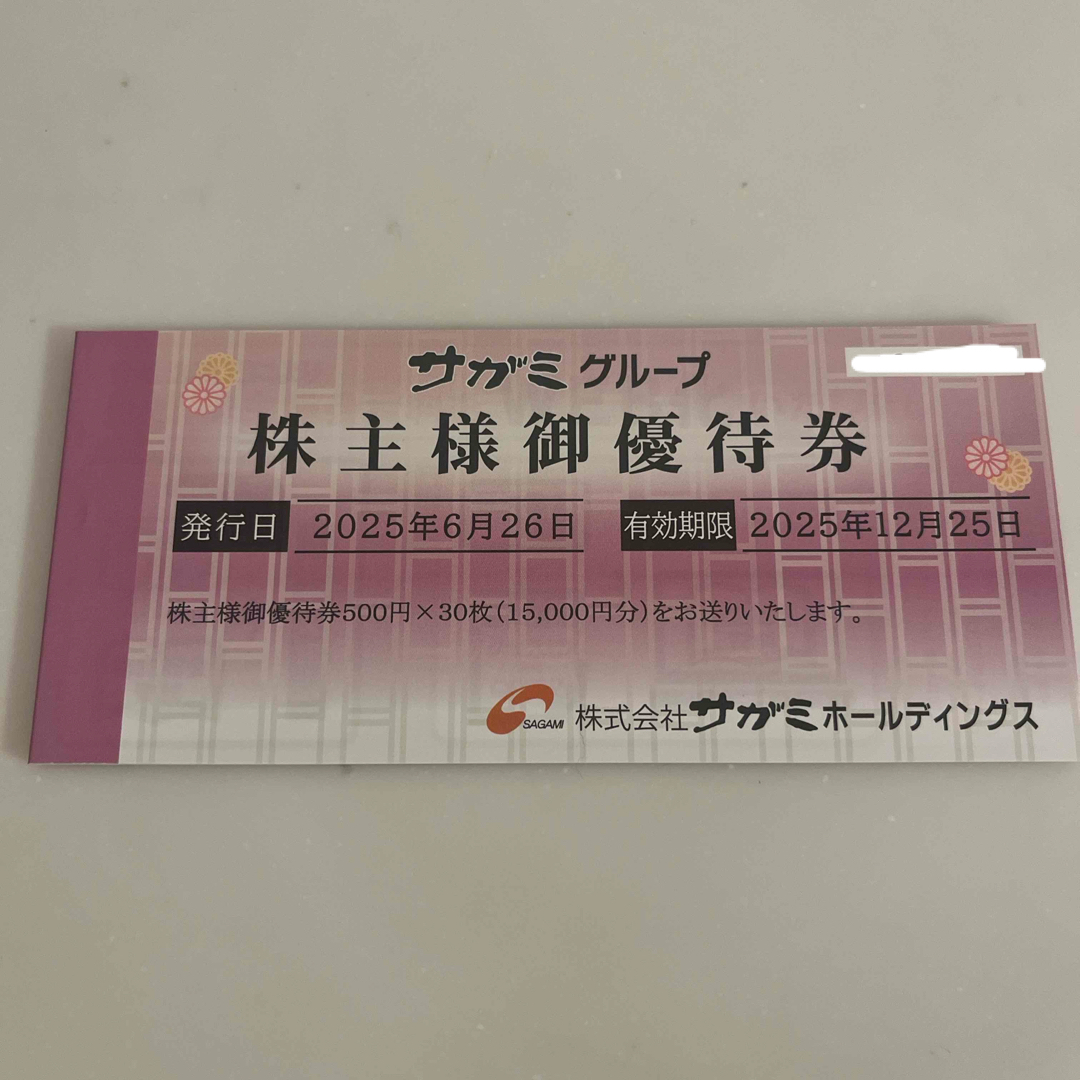 サガミグループ
株主様御優待券
発行日 2025年6月26日 有効期限 2025年12月25日
株主様御優待券500円×30枚(15,000円分)をお送りいたします。
SAGAMI 株式会社サガミホールディングス